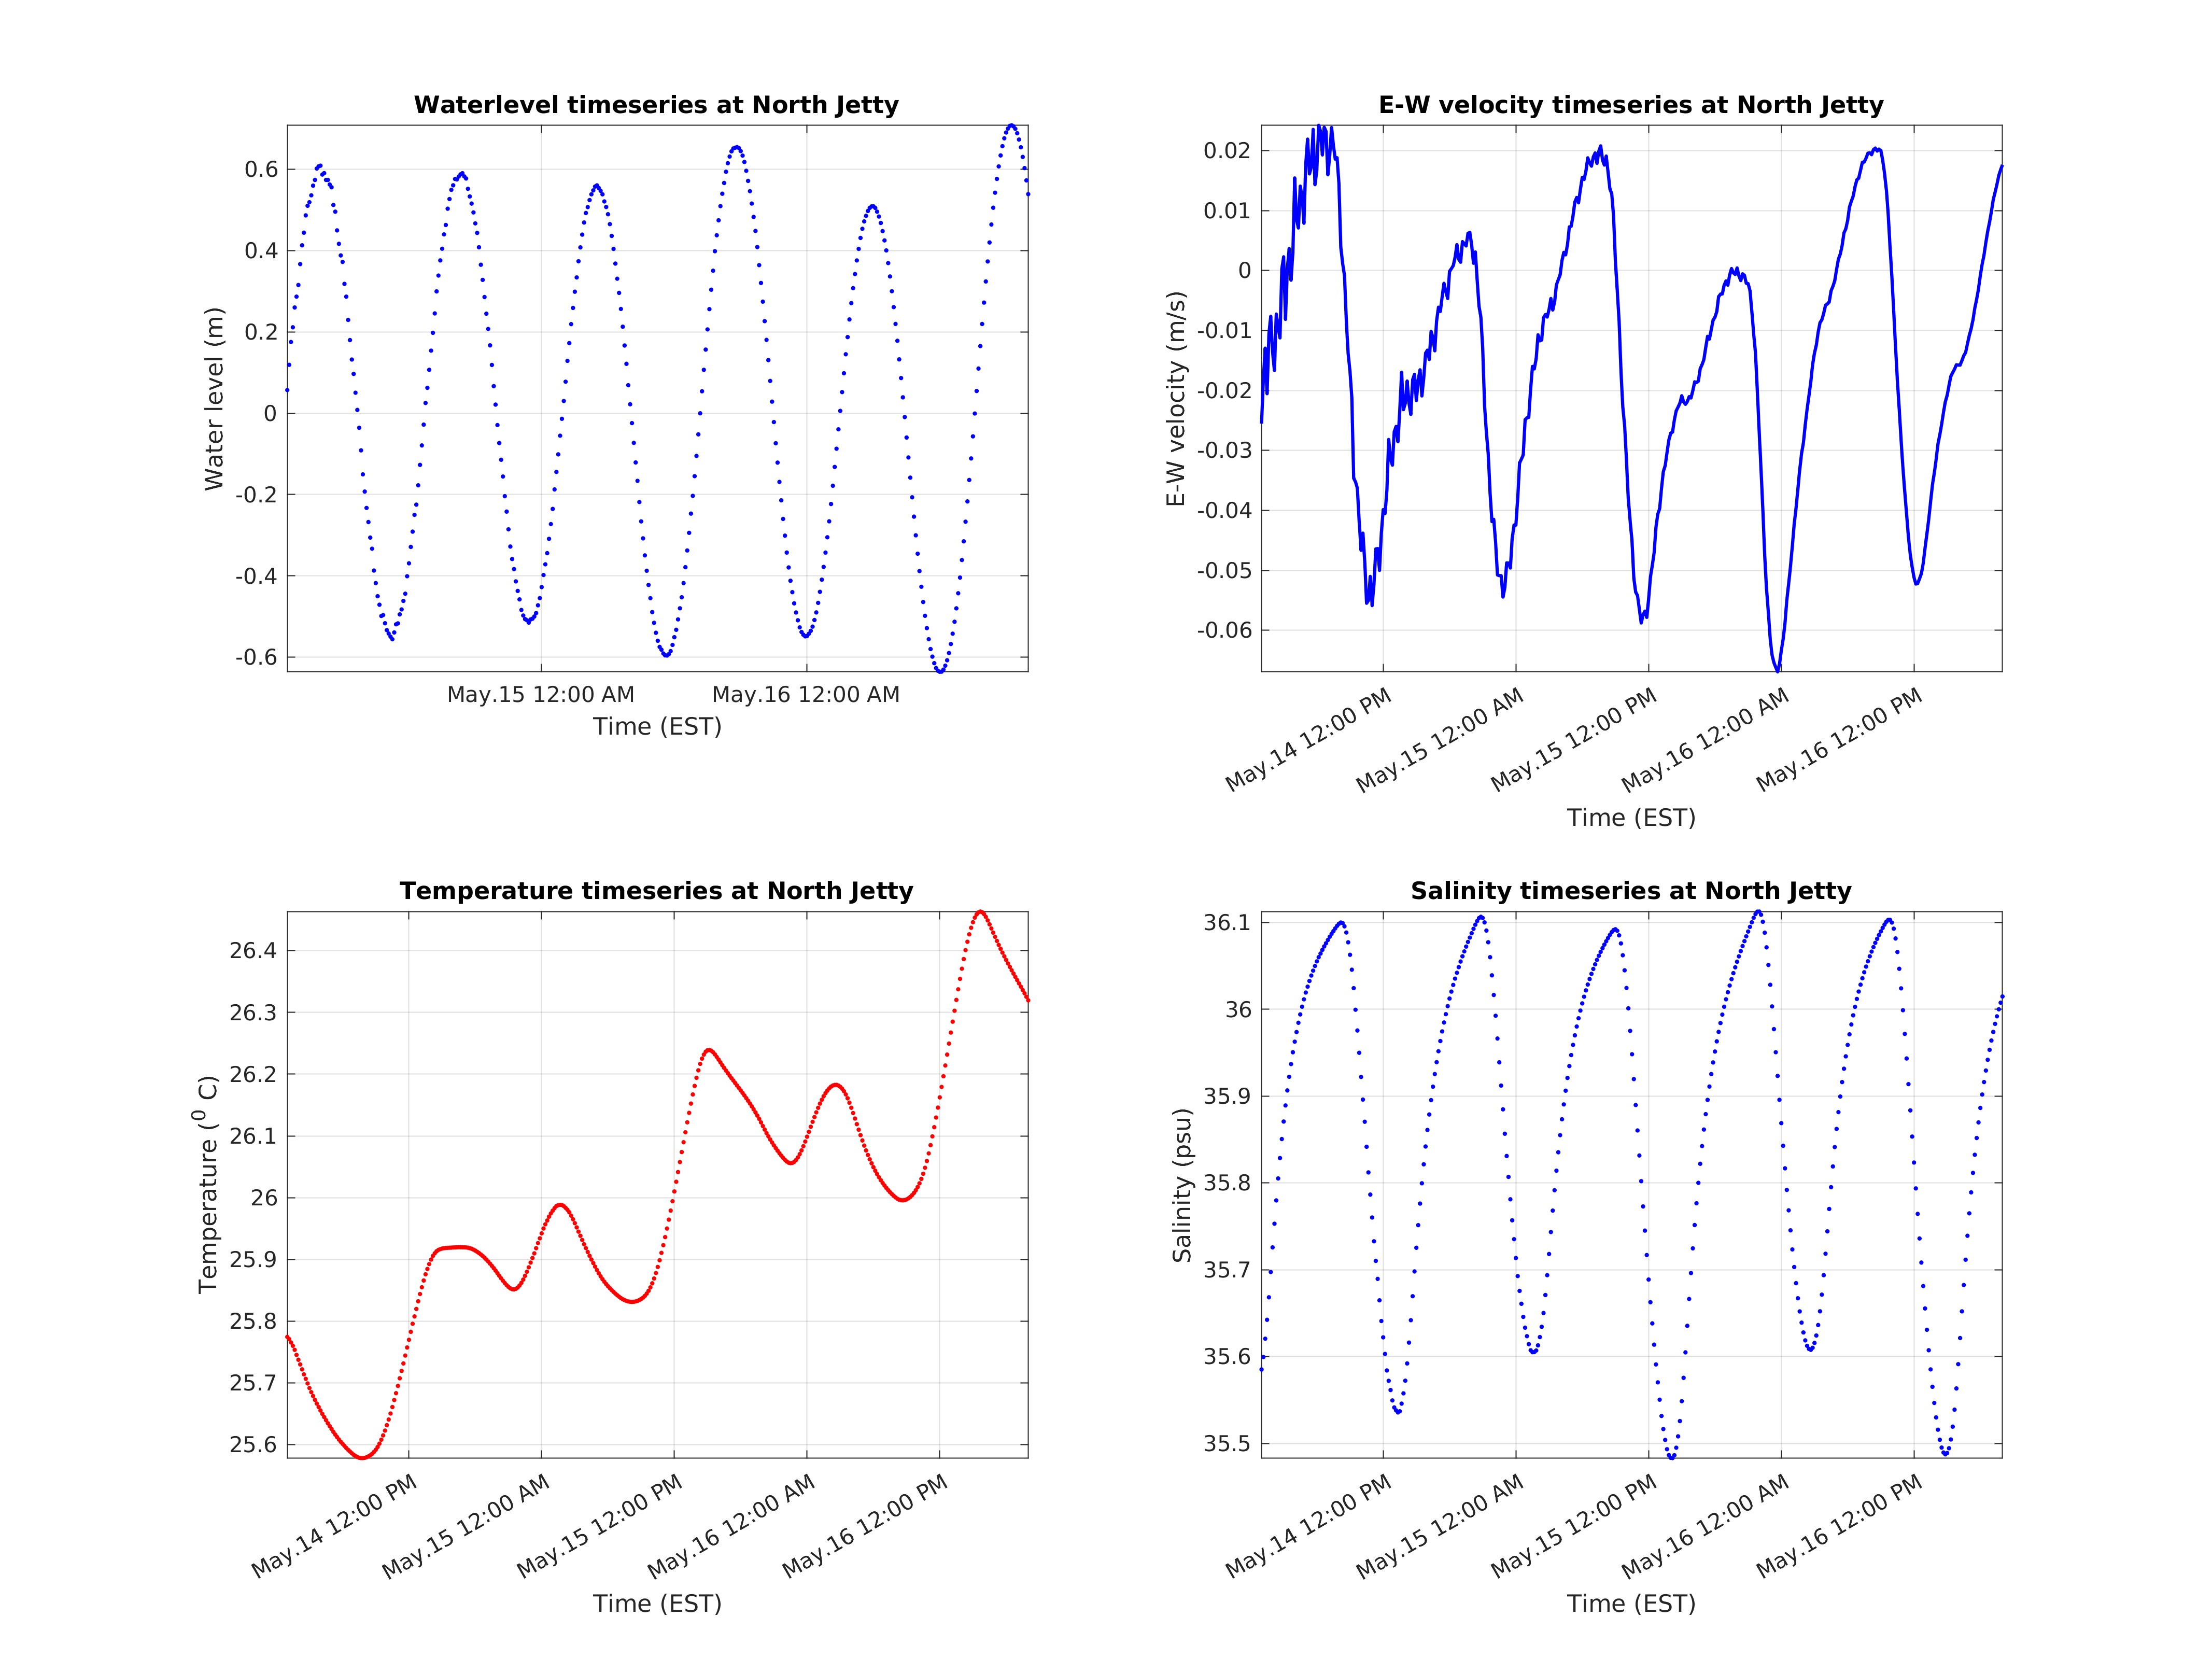 Waterlevel timeseries at North Jetty
0.6
0.4
0.2
0
-0.2
-0.4
-0.6
Water level (m)
May.15 12:00 AM
May.16 12:00 AM
Time (EST)
E-W velocity timeseries at North Jetty
0.02
0.01
0
-0.01
-0.02
-0.03
-0.04
-0.05
-0.06
E-W velocity (m/s)
May.14 12:00 PM
May.15 12:00 AM
May.15 12:00 PM
May.16 12:00 AM
May.16 12:00 PM
Time (EST)
Temperature timeseries at North Jetty
26.4
26.3
26.2
26.1
26
25.9
25.8
25.7
25.6
Temperature (⁰ C)
May.14 12:00 PM
May.15 12:00 AM
May.15 12:00 PM
May.16 12:00 AM
May.16 12:00 PM
Time (EST)
Salinity timeseries at North Jetty
36.1
36
35.9
35.8
35.7
35.6
35.5
Salinity (psu)
May.14 12:00 PM
May.15 12:00 AM
May.15 12:00 PM
May.16 12:00 AM
May.16 12:00 PM
Time (EST)